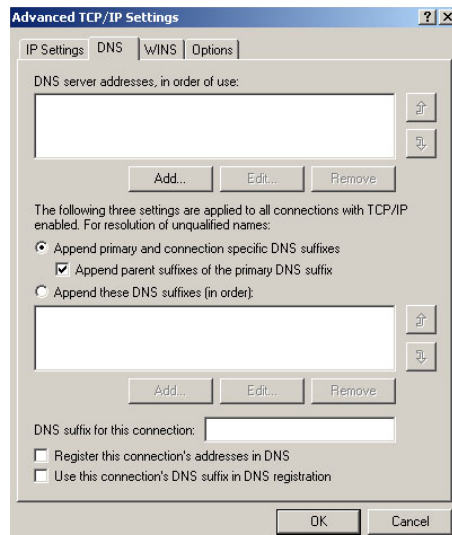 Advanced TCP/IP Settings
IP Settings DNS WINS Options
DNS server addresses, in order of use:
Add... Edit... Remove
The following three settings are applied to all connections with TCP/IP
enabled. For resolution of unqualified names:
Append primary and connection specific DNS suffixes
Append parent suffixes of the primary DNS suffix
Append these DNS suffixes (in order):
Add... Edit... Remove
DNS suffix for this connection:
Register this connection's addresses in DNS
Use this connection's DNS suffix in DNS registration
OK Cancel